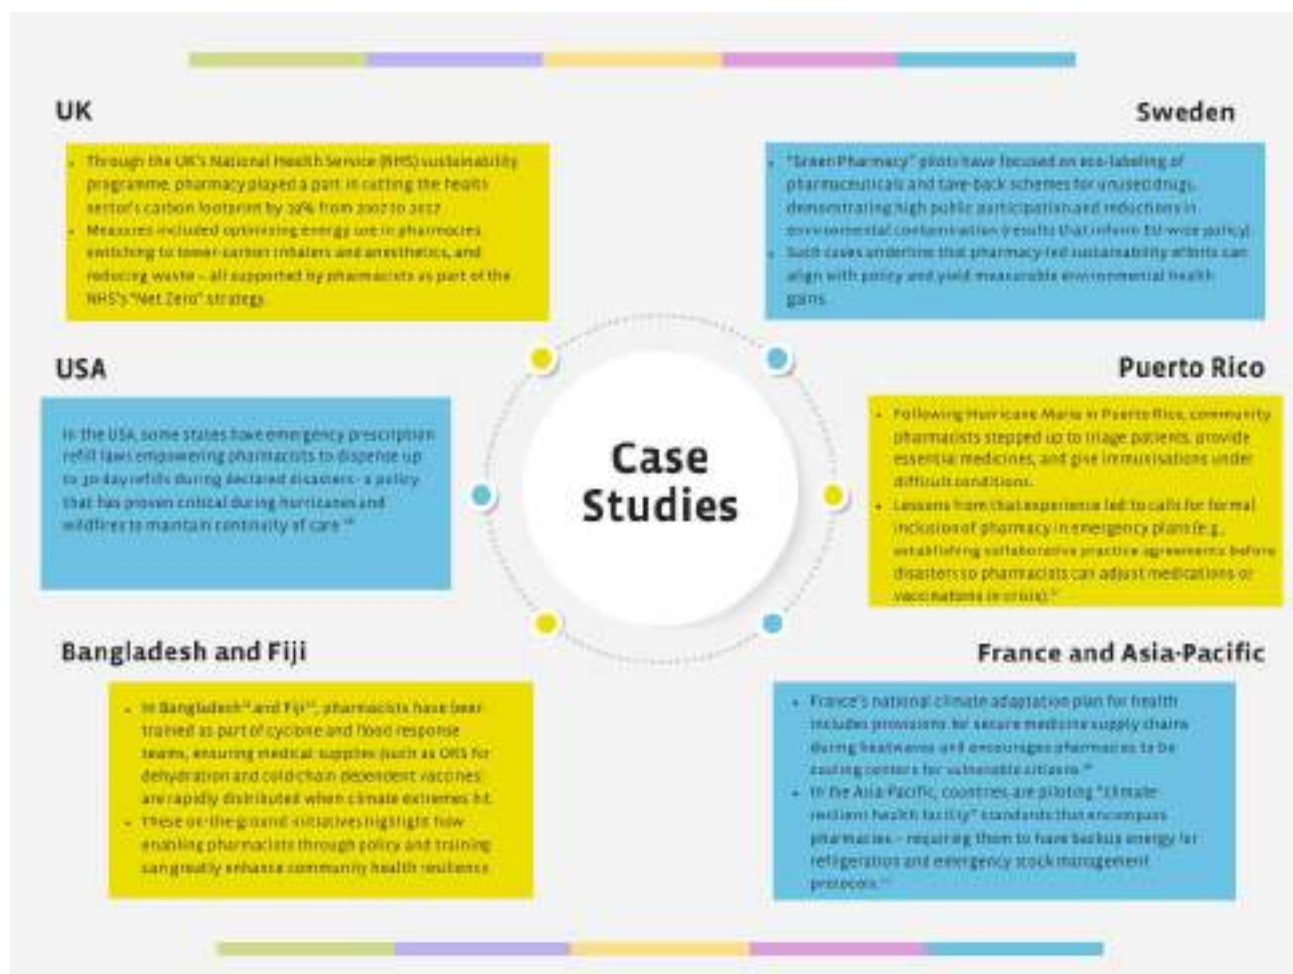 UK
• Through the UK's National Health Service (NHS) sustainability
programme, pharmacy played a part in cutting the health
sector's carbon footprint by % from 2007 to 2017
• Measures included optimising energy use in pharmacies
switching to lower-carbon inhalers and anesthetics, and
reducing waste – all supported by pharmacists as part of the
NHS's "Net Zero" strategy.
Sweden
• "Green Pharmacy" pilots have focused on eco-labeling of
pharmaceuticals and take-back schemes for unused drugs,
demonstrating high public participation and reductions in
environmental contamination (results that inform EU-wide policy).
• Such cases underline that pharmacy-led sustainability efforts can
align with policy and yield measurable environmental health
gains.
USA
In the USA, some states have emergency prescription
refill laws empowering pharmacists to dispense up
to 30-day refills during declared disasters - a policy
that has proven critical during hurricanes and
wildfires to maintain continuity of care
Case
Studies
Puerto Rico
• Following Hurricane Maria in Puerto Rico, community
pharmacists stepped up to triage patients, provide
essential medicines, and give immunisations under
difficult conditions.
• Lessons from that experience led to calls for formal
inclusion of pharmacy in emergency plans (e.g.,
establishing collaborative practice agreements before
disasters so pharmacists can adjust medications or
vaccinations in crisis).
Bangladesh and Fiji
• In Bangladesh and Fiji, pharmacists have been
trained as part of cyclone and flood response
teams, ensuring medical supplies (such as ORS for
dehydration and cold-chain dependent vaccines)
are rapidly distributed when climate extremes hit.
• These on-the-ground initiatives highlight how
enabling pharmacists through policy and training
can greatly enhance community health resilience
France and Asia-Pacific
• France's national climate adaptation plan for health
includes provisions for secure medicine supply chains
during heatwaves and encourages pharmacies to be
cooling centers for vulnerable citizens.
• In the Asia-Pacific, countries are piloting "climate-
resilient health facility" standards that encompass
pharmacies – requiring them to have backup energy for
refrigeration and emergency stock management
protocols.